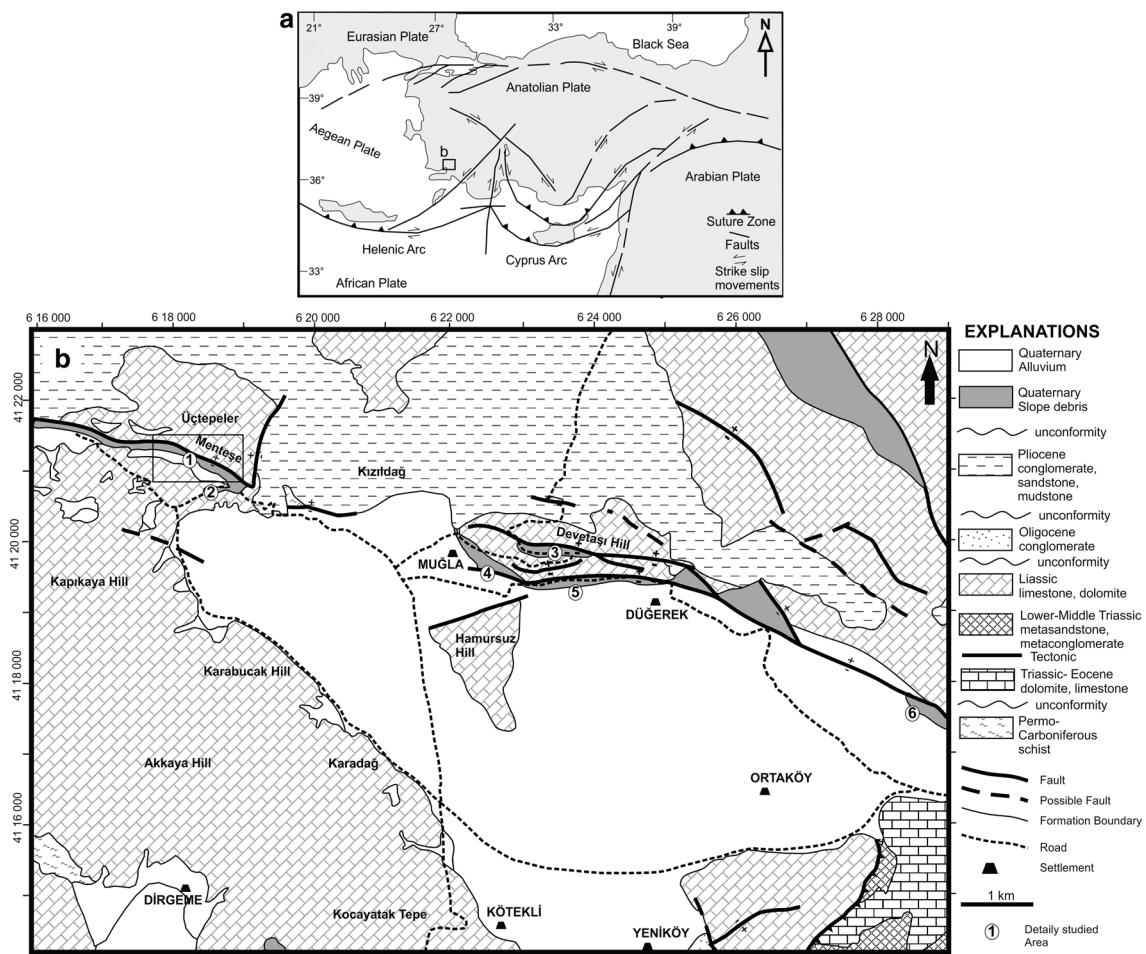 a
21°
27°
33°
39°
N
Eurasian Plate
Black Sea
39°
Anatolian Plate
Aegean Plate
b
36°
Arabian Plate
Suture Zone
Helenic Arc
Faults
Cyprus Arc
33°
African Plate
Strike slip
movements
6 16 000
6 18 000
6 20 000
6 22 000
6 24 000
6 26 000
6 28 000
b
N
41 22 000
41 20 000
41 18 000
41 16 000
Üçtepeler
Menteşe
1
2
Kızıldağ
Devetaşı Hill
3
MUĞLA
4
5
Kapıkaya Hill
DÜĞEREK
Hamursuz
Hill
Karabucak Hill
6
Akkaya Hill
Karadağ
ORTAKÖY
DİRGEME
Kocayatak Tepe
KÖTEKLİ
YENİKÖY
EXPLANATIONS
Quaternary
Alluvium
Quaternary
Slope debris
unconformity
Pliocene
conglomerate,
sandstone,
mudstone
unconformity
Oligocene
conglomerate
unconformity
Liassic
limestone, dolomite
Lower-Middle Triassic
metasandstone,
metaconglomerate
Tectonic
Triassic- Eocene
dolomite, limestone
unconformity
Permo-
Carboniferous
schist
Fault
Possible Fault
Formation Boundary
Road
Settlement
1 km
1
Detaily studied
Area